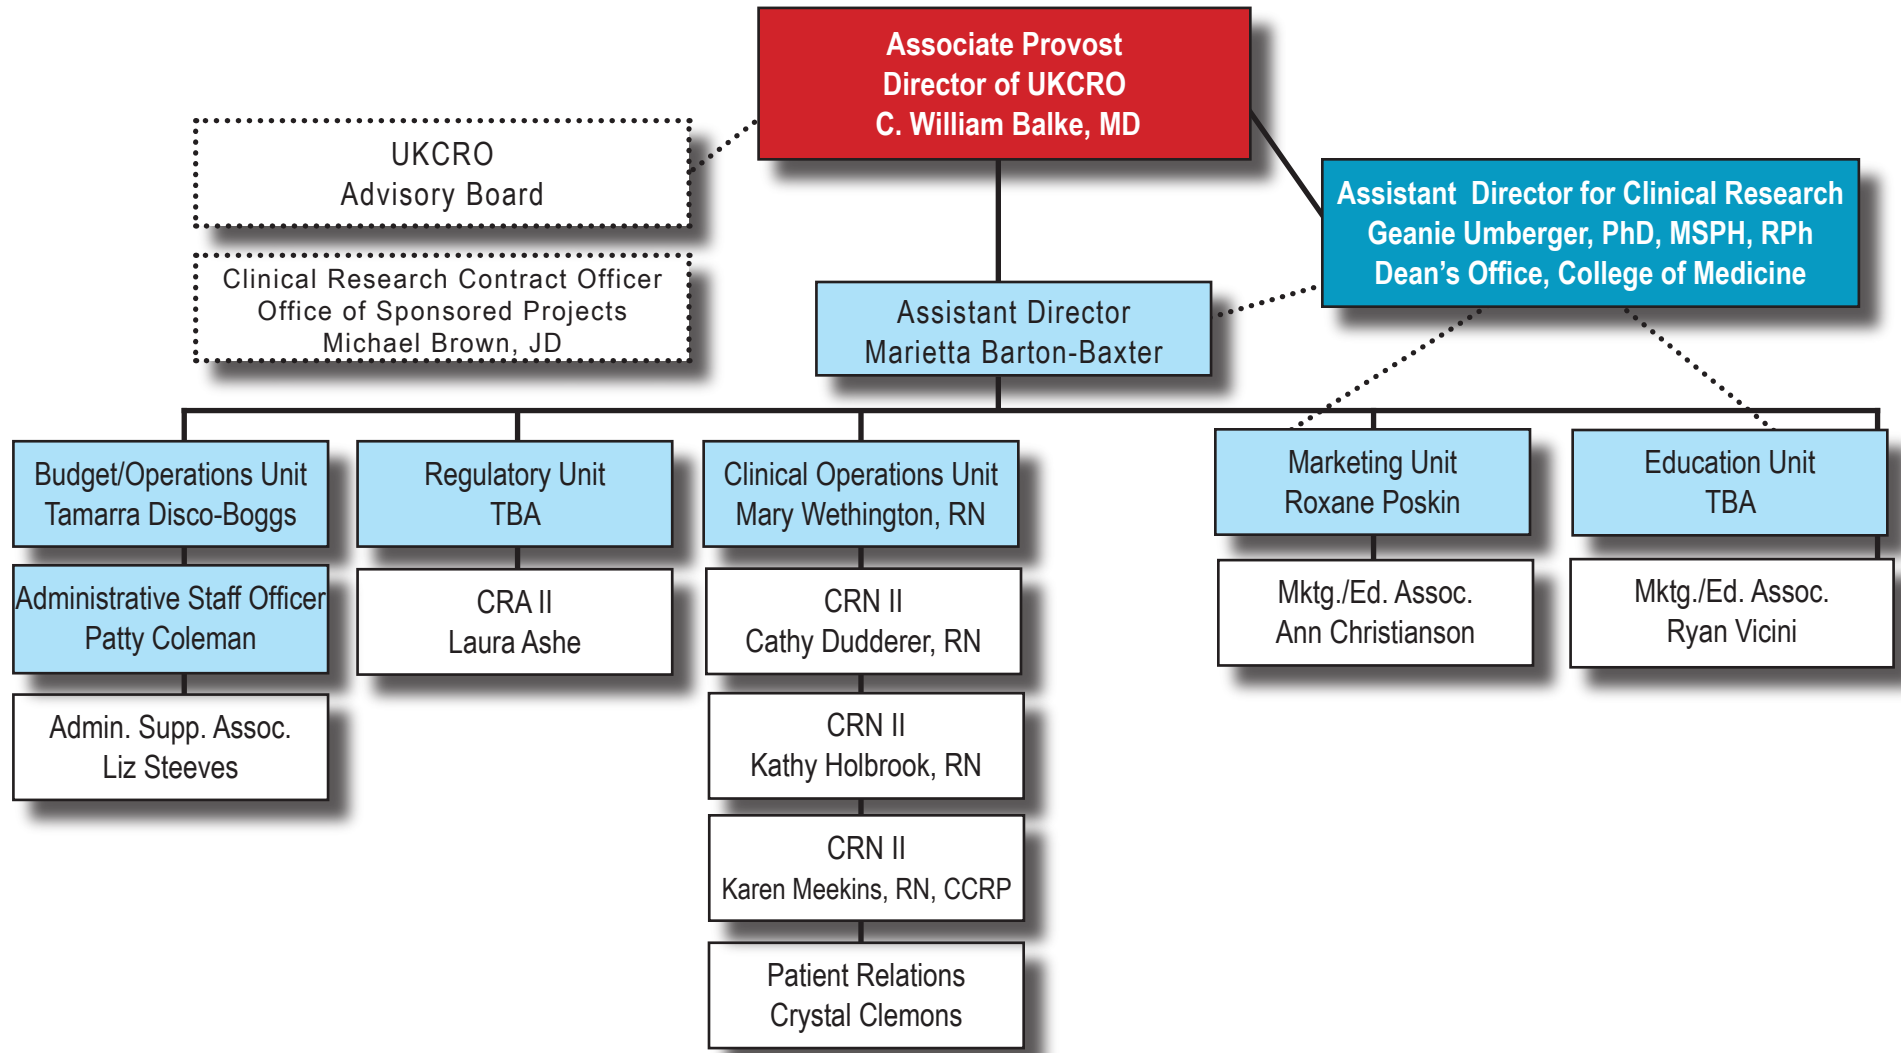 Associate Provost
Director of UKCRO
C. William Balke, MD
UKCRO
Advisory Board
Assistant  Director for Clinical Research
Geanie Umberger, PhD, MSPH, RPh
Dean’s Office, College of Medicine
Clinical Research Contract Officer
Office of Sponsored Projects
Michael Brown, JD
Assistant Director
Marietta Barton-Baxter
Budget/Operations Unit
Tamarra Disco-Boggs
Administrative Staff Officer
Patty Coleman
Admin. Supp. Assoc.
Liz Steeves
Regulatory Unit
TBA
CRA II
Laura Ashe
Clinical Operations Unit
Mary Wethington, RN
CRN II
Cathy Dudderer, RN
CRN II
Kathy Holbrook, RN
CRN II
Karen Meekins, RN, CCRP
Patient Relations
Crystal Clemons
Marketing Unit
Roxane Poskin
Mktg./Ed. Assoc.
Ann Christianson
Education Unit
TBA
Mktg./Ed. Assoc.
Ryan Vicini